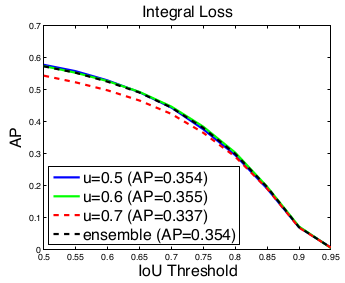 Integral Loss
0.7
0.6
0.5
0.4
0.3
0.2
0.1
0
AP
u=0.5 (AP=0.354)
u=0.6 (AP=0.355)
u=0.7 (AP=0.337)
ensemble (AP=0.354)
0.5 0.55 0.6 0.65 0.7 0.75 0.8 0.85 0.9 0.95
IoU Threshold